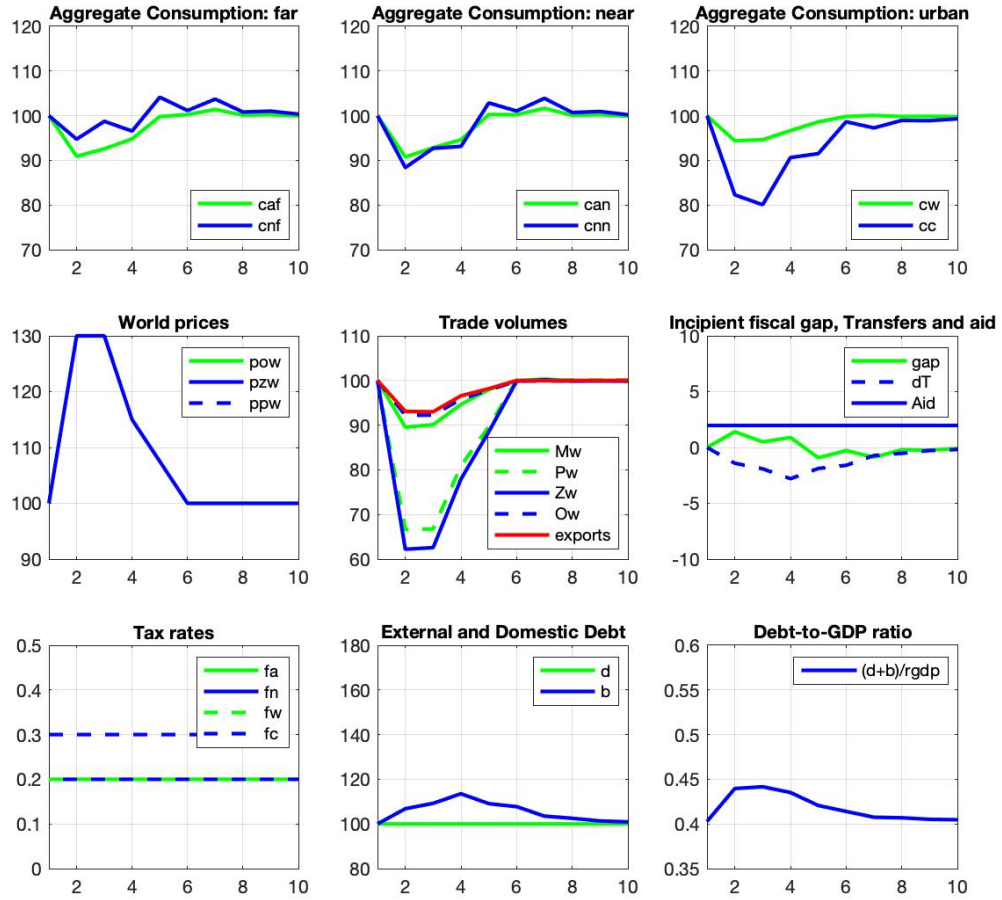 Aggregate Consumption: far
120
110
100
90
80
70
2 4 6 8 10
caf
cnf
Aggregate Consumption: near
120
110
100
90
80
70
2 4 6 8 10
can
cnn
Aggregate Consumption: urban
120
110
100
90
80
70
2 4 6 8 10
cw
cc
World prices
130
120
110
100
90
2 4 6 8 10
pow
pzw
ppw
Trade volumes
110
100
90
80
70
60
2 4 6 8 10
Mw
Pw
Zw
Ow
exports
Incipient fiscal gap, Transfers and aid
10
5
0
-5
-10
2 4 6 8 10
gap
dT
Aid
Tax rates
0.5
0.4
0.3
0.2
0.1
0
2 4 6 8 10
fa
fn
fw
fc
External and Domestic Debt
180
160
140
120
100
80
2 4 6 8 10
d
b
Debt-to-GDP ratio
0.6
0.55
0.5
0.45
0.4
0.35
2 4 6 8 10
(d+b)/rgdp